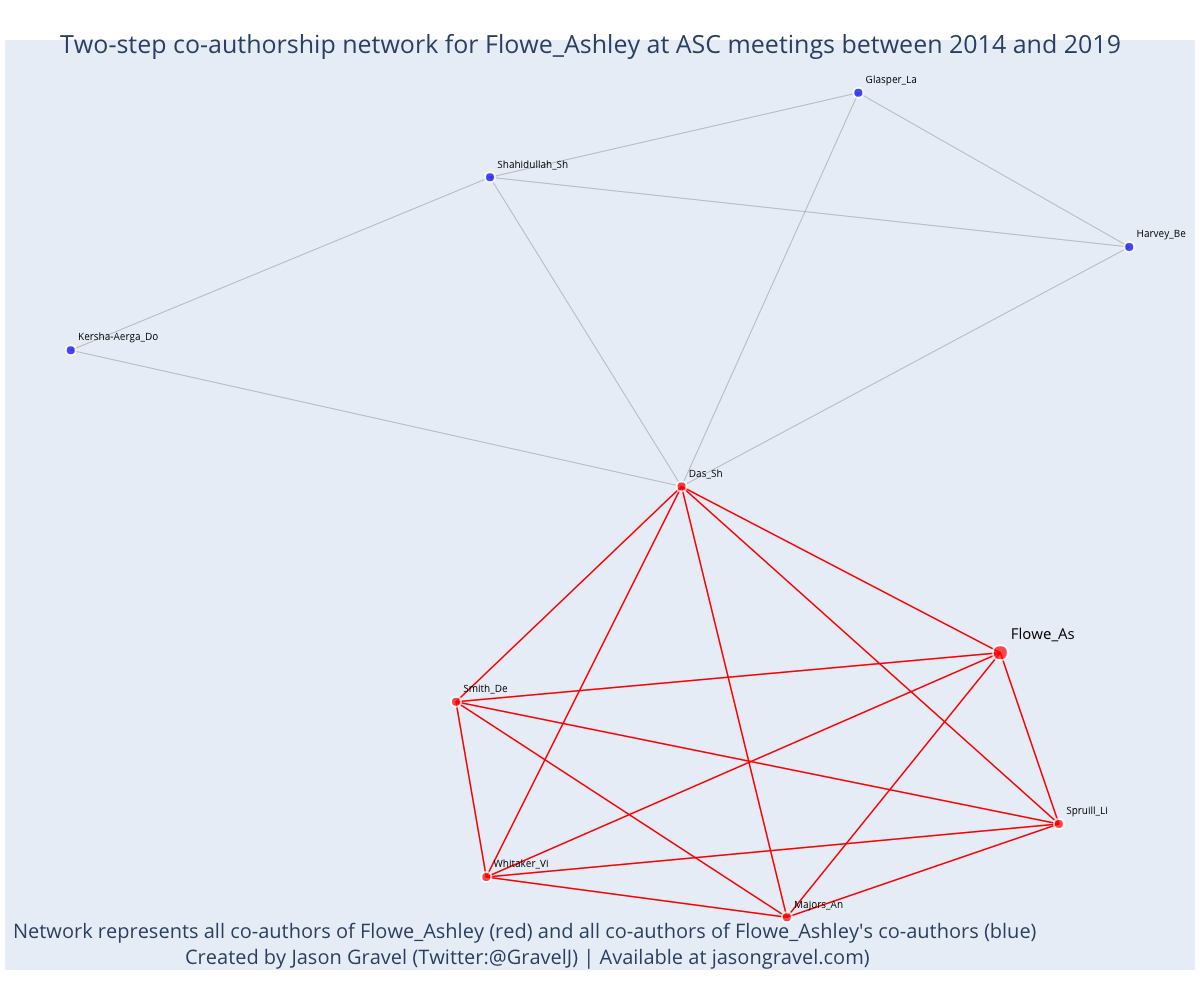 Two-step co-authorship network for Flowe_Ashley at ASC meetings between 2014 and 2019
Glasper_La
Shahidullah_Sh
Harvey_Be
Kersha-Aerga_Do
Das_Sh
Flowe_As
Smith_De
Spruill_Li
Whitaker_Vi
Majors_An
Network represents all co-authors of Flowe_Ashley (red) and all co-authors of Flowe_Ashley's co-authors (blue)
Created by Jason Gravel (Twitter:@GravelJ) | Available at jasongravel.com)